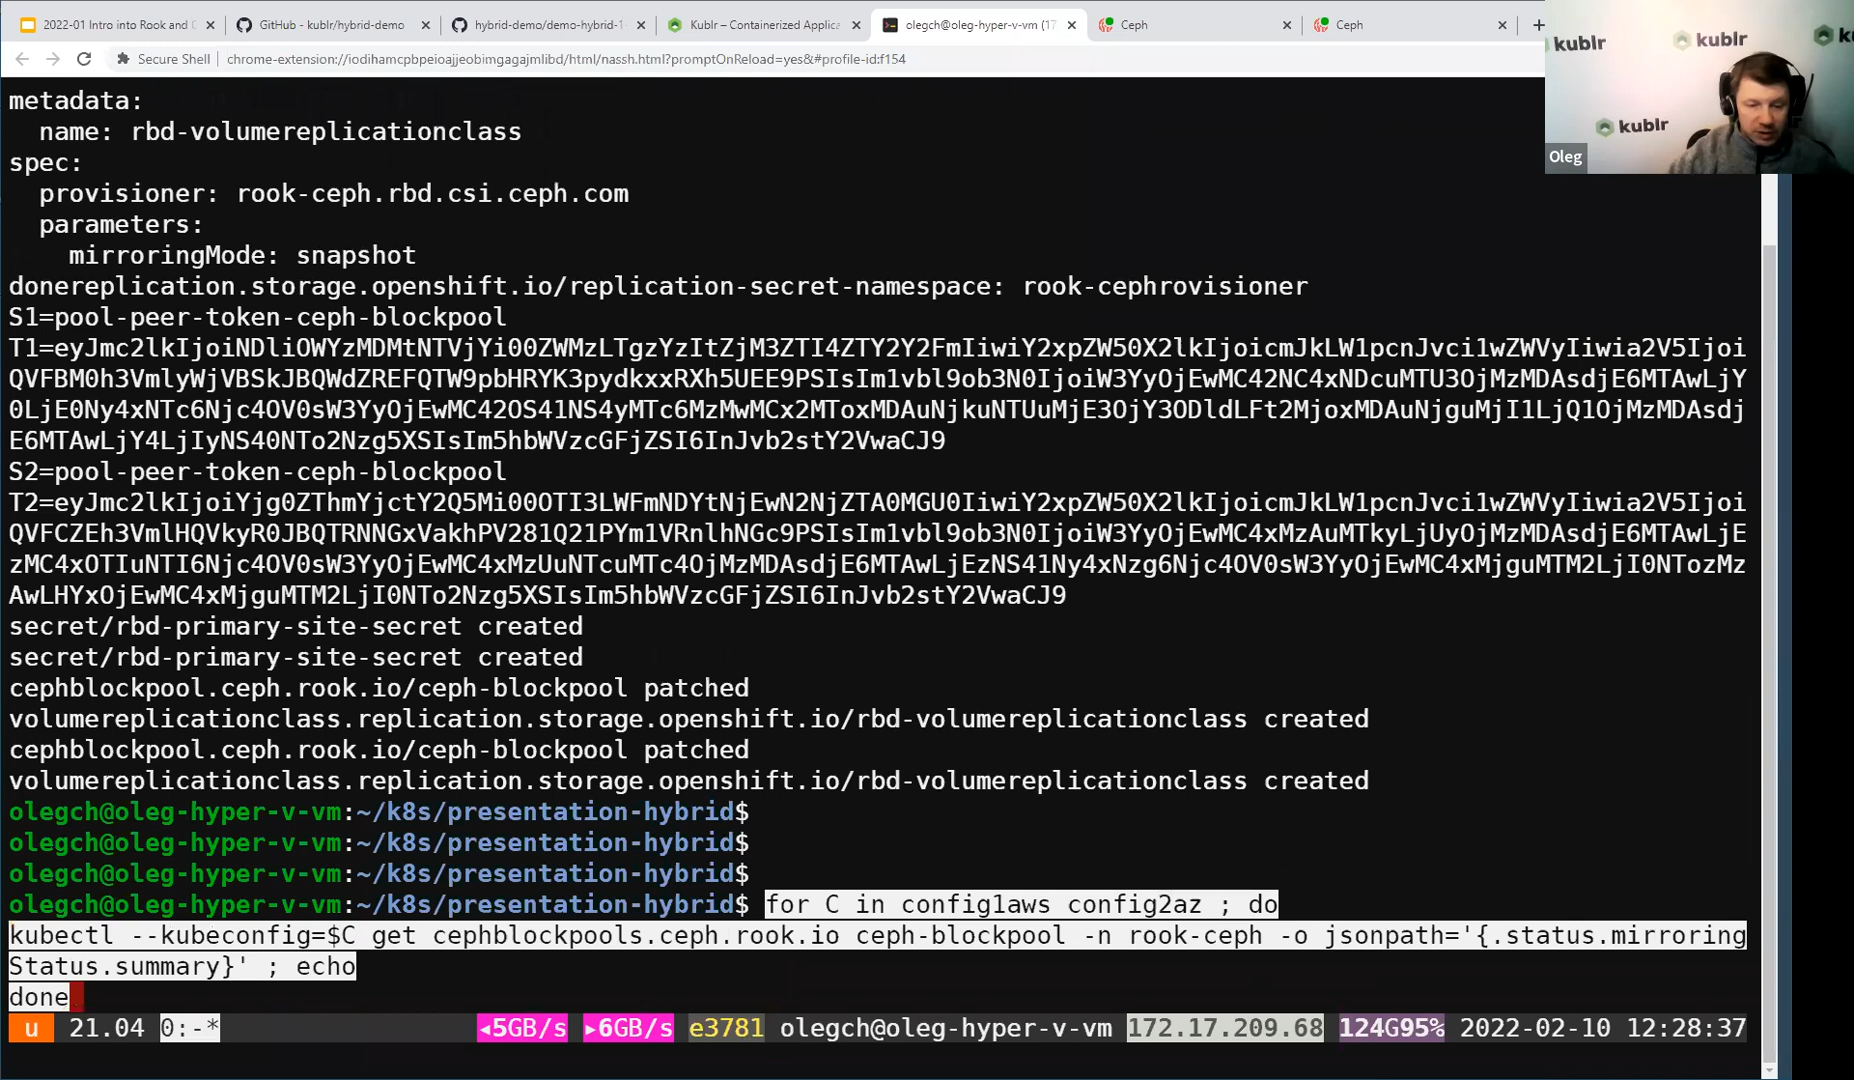 2022-01 Intro into Rook and C
GitHub - kublr/hybrid-demo
hybrid-demo/demo-hybrid-1
Kublr – Containerized Applica
olegch@oleg-hyper-v-vm (17
Ceph
Ceph
Secure Shell
chrome-extension://iodihamcpbpeioajjeobimgagajmlibd/html/nassh.html?promptOnReload=yes&#profile-id:f154
kublr
kublr
kublr
Oleg
metadata:
name: rbd-volumereplicationclass
spec:
provisioner: rook-ceph.rbd.csi.ceph.com
parameters:
mirroringMode: snapshot
donereplication.storage.openshift.io/replication-secret-namespace: rook-cephrovisioner
S1=pool-peer-token-ceph-blockpool
T1=eyJmc2lkIjoiNDliOWYzMDMtNTVjYi00ZWMzLTgzYzItZjM3ZTI4ZTY2Y2FmIiwiY2xpZW50X2lkIjoicmJkLW1pcnJvci1wZWVyIiwia2V5Ijoi
QVFBM0h3VmlyWjVBSkJBQWdZREFQTW9pbHRYK3pydkxxRXh5UEE9PSIsIm1vbl9ob3N0IjoiW3YyOjEwMC42NC4xNDcuMTU3OjMzMDAsdjE6MTAwLjY
0LjE0Ny4xNTc6Njc4OV0sW3YyOjEwMC42OS41NS4yMTc6MzMwMCx2MToxMDAuNjkuNTUuMjE3OjY3ODldLFt2MjoxMDAuNjguMjI1LjQ1OjMzMDAsdj
E6MTAwLjY4LjIyNS40NTo2Nzg5XSIsIm5hbWVzcGFjZSI6InJvb2stY2VwaCJ9
S2=pool-peer-token-ceph-blockpool
T2=eyJmc2lkIjoiYjg0ZThmYjctY2Q5Mi00OTI3LWFmNDYtNjEwN2NjZTA0MGU0IiwiY2xpZW50X2lkIjoicmJkLW1pcnJvci1wZWVyIiwia2V5Ijoi
QVFCZEh3VmlHQVkyR0JBQTRNNGxVakhPV281Q21PYm1VRnlhNGc9PSIsIm1vbl9ob3N0IjoiW3YyOjEwMC4xMzAuMTkyLjUyOjMzMDAsdjE6MTAwLjE
zMC4xOTIuNTI6Njc4OV0sW3YyOjEwMC4xMzUuNTcuMTc4OjMzMDAsdjE6MTAwLjEzNS41Ny4xNzg6Njc4OV0sW3YyOjEwMC4xMjguMTM2LjI0NTozMz
AwLHYxOjEwMC4xMjguMTM2LjI0NTo2Nzg5XSIsIm5hbWVzcGFjZSI6InJvb2stY2VwaCJ9
secret/rbd-primary-site-secret created
secret/rbd-primary-site-secret created
cephblockpool.ceph.rook.io/ceph-blockpool patched
volumereplicationclass.replication.storage.openshift.io/rbd-volumereplicationclass created
cephblockpool.ceph.rook.io/ceph-blockpool patched
volumereplicationclass.replication.storage.openshift.io/rbd-volumereplicationclass created
olegch@oleg-hyper-v-vm:~/k8s/presentation-hybrid$
olegch@oleg-hyper-v-vm:~/k8s/presentation-hybrid$
olegch@oleg-hyper-v-vm:~/k8s/presentation-hybrid$
olegch@oleg-hyper-v-vm:~/k8s/presentation-hybrid$ for C in config1aws config2az ; do
kubectl --kubeconfig=$C get cephblockpools.ceph.rook.io ceph-blockpool -n rook-ceph -o jsonpath='{.status.mirroring
Status.summary}' ; echo
done
u 21.04 0:-* ◂5GB/s ▸6GB/s e3781 olegch@oleg-hyper-v-vm 172.17.209.68 124G95% 2022-02-10 12:28:37